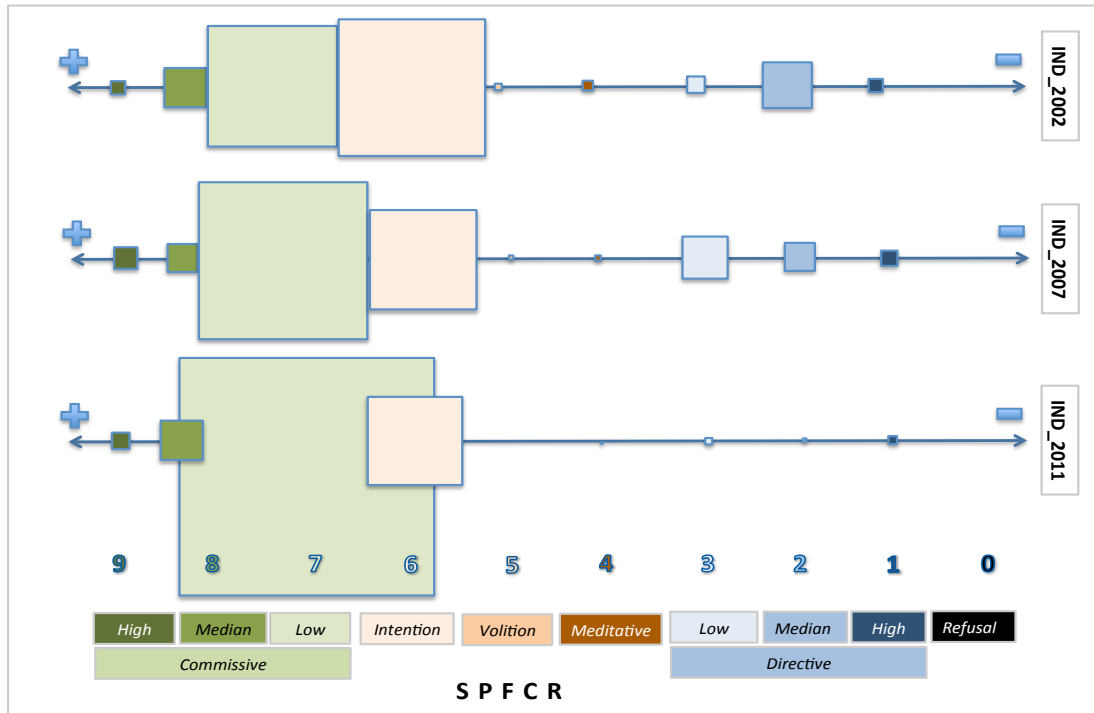 IND_2002
IND_2007
IND_2011
9 8 7 6 5 4 3 2 1 0
High Median Low Intention Volition Meditative Low Median High Refusal
Commissive Directive
S P F C R